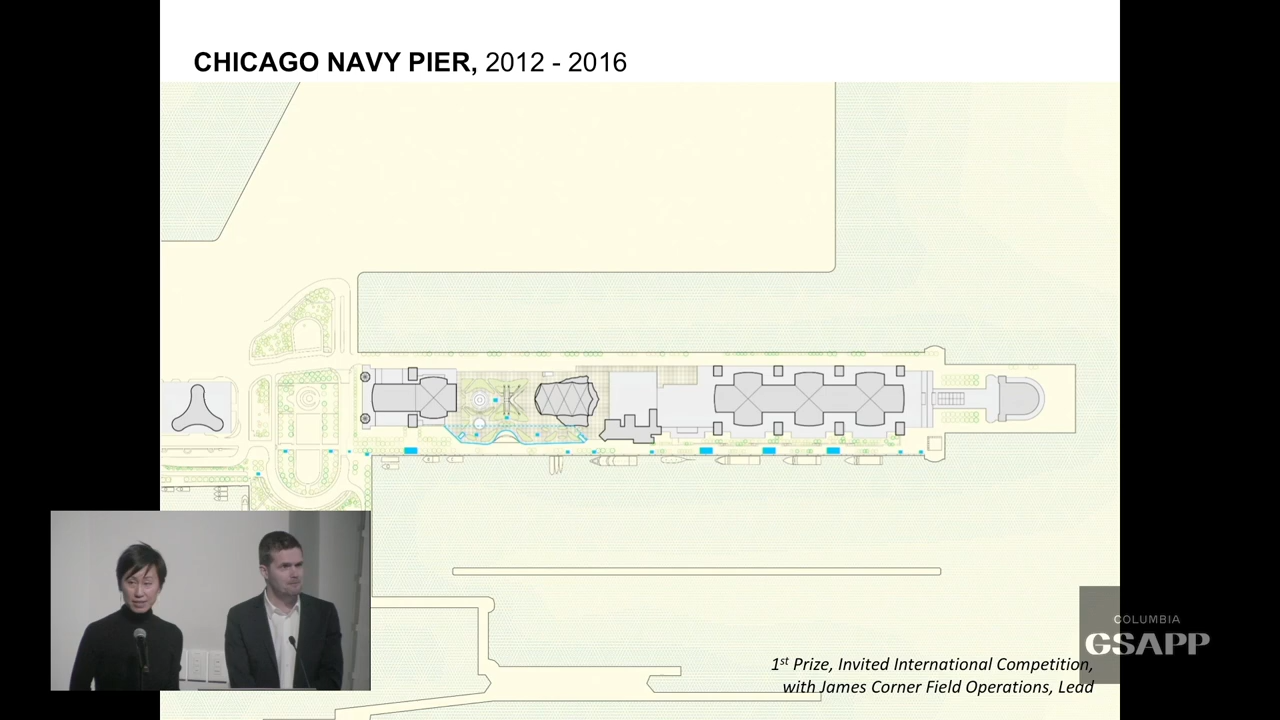 CHICAGO NAVY PIER, 2012 - 2016
COLUMBIA
GSAPP
1st Prize, Invited International Competition,
with James Corner Field Operations, Lead